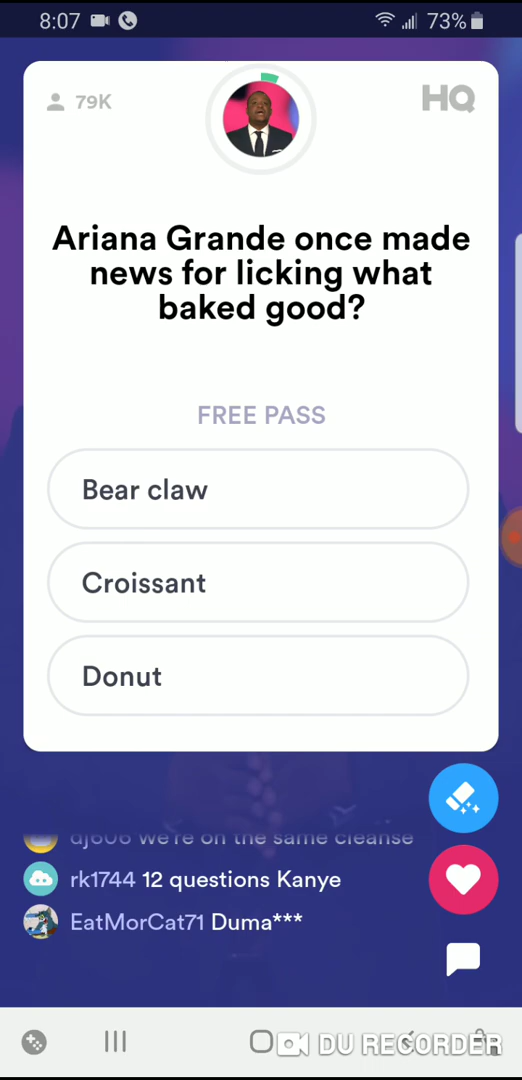 8:07 73%
79K HQ
Ariana Grande once made
news for licking what
baked good?
FREE PASS
Bear claw
Croissant
Donut
dj606 we're on the same cleanse
rk1744 12 questions Kanye
EatMorCat71 Duma***
DU RECORDER